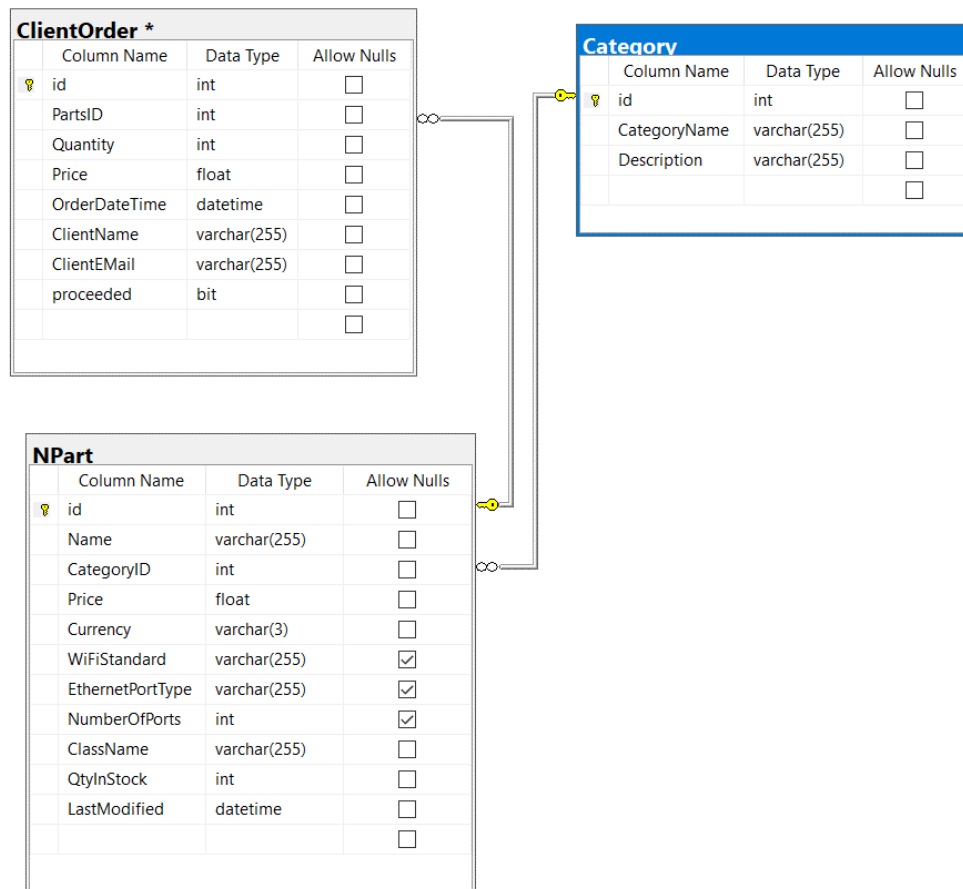 ClientOrder *
Column Name Data Type Allow Nulls
id int
PartsID int
Quantity int
Price float
OrderDateTime datetime
ClientName varchar(255)
ClientEMail varchar(255)
proceeded bit
Category
Column Name Data Type Allow Nulls
id int
CategoryName varchar(255)
Description varchar(255)
NPart
Column Name Data Type Allow Nulls
id int
Name varchar(255)
CategoryID int
Price float
Currency varchar(3)
WiFiStandard varchar(255)
EthernetPortType varchar(255)
NumberOfPorts int
ClassName varchar(255)
QtyInStock int
LastModified datetime